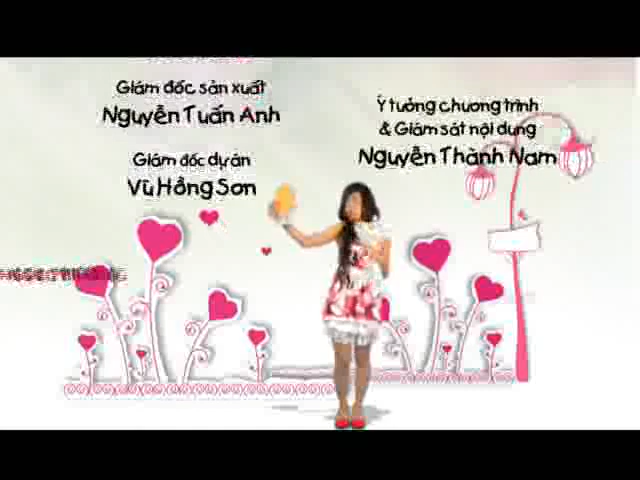 Giám đốc sản xuất
Nguyễn Tuấn Anh
Giám đốc dự án
Vũ Hồng Sơn
Ý tưởng chương trình
& Giám sát nội dung
Nguyễn Thành Nam